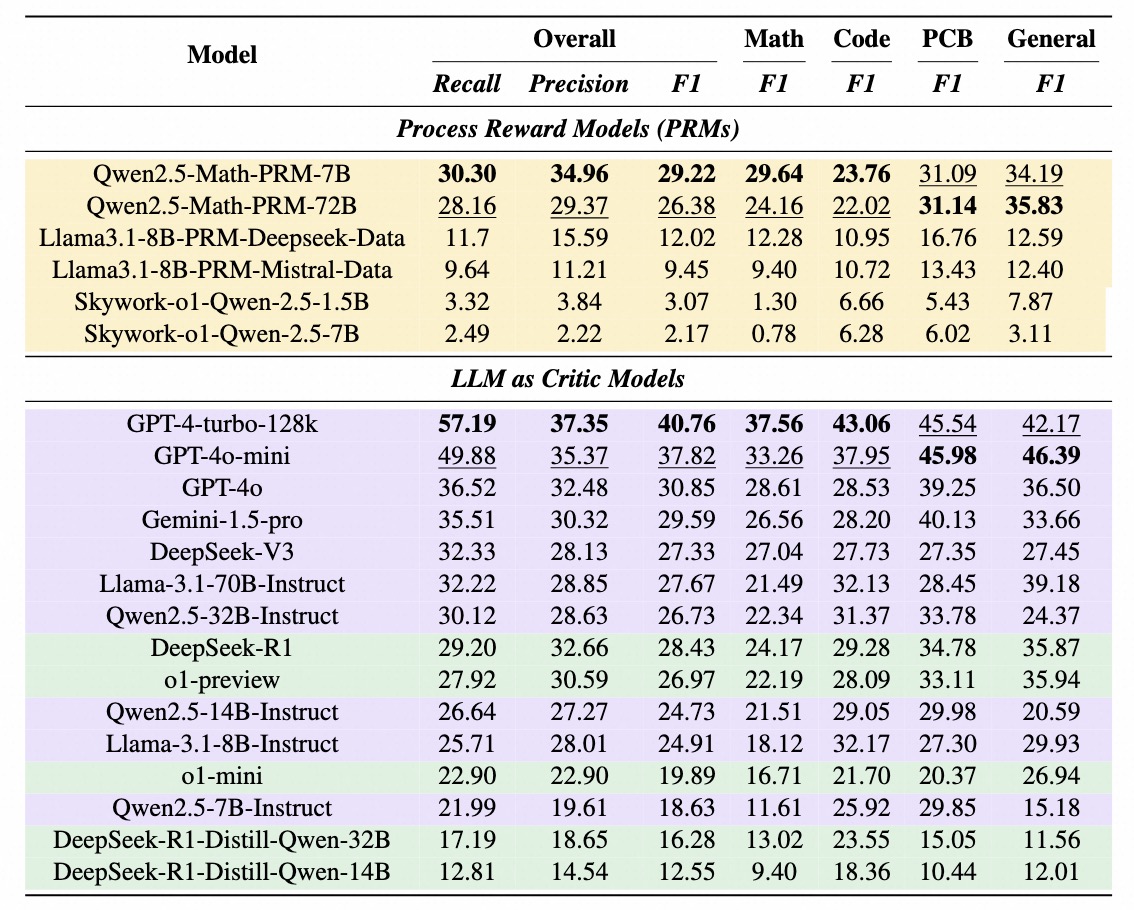 Model Overall Math Code PCB General
Recall Precision F1 F1 F1 F1 F1
Process Reward Models (PRMs)
Qwen2.5-Math-PRM-7B 30.30 34.96 29.22 29.64 23.76 31.09 34.19
Qwen2.5-Math-PRM-72B 28.16 29.37 26.38 24.16 22.02 31.14 35.83
Llama3.1-8B-PRM-Deepseek-Data 11.7 15.59 12.02 12.28 10.95 16.76 12.59
Llama3.1-8B-PRM-Mistral-Data 9.64 11.21 9.45 9.40 10.72 13.43 12.40
Skywork-o1-Qwen-2.5-1.5B 3.32 3.84 3.07 1.30 6.66 5.43 7.87
Skywork-o1-Qwen-2.5-7B 2.49 2.22 2.17 0.78 6.28 6.02 3.11
LLM as Critic Models
GPT-4-turbo-128k 57.19 37.35 40.76 37.56 43.06 45.54 42.17
GPT-4o-mini 49.88 35.37 37.82 33.26 37.95 45.98 46.39
GPT-4o 36.52 32.48 30.85 28.61 28.53 39.25 36.50
Gemini-1.5-pro 35.51 30.32 29.59 26.56 28.20 40.13 33.66
DeepSeek-V3 32.33 28.13 27.33 27.04 27.73 27.35 27.45
Llama-3.1-70B-Instruct 32.22 28.85 27.67 21.49 32.13 28.45 39.18
Qwen2.5-32B-Instruct 30.12 28.63 26.73 22.34 31.37 33.78 24.37
DeepSeek-R1 29.20 32.66 28.43 24.17 29.28 34.78 35.87
o1-preview 27.92 30.59 26.97 22.19 28.09 33.11 35.94
Qwen2.5-14B-Instruct 26.64 27.27 24.73 21.51 29.05 29.98 20.59
Llama-3.1-8B-Instruct 25.71 28.01 24.91 18.12 32.17 27.30 29.93
o1-mini 22.90 22.90 19.89 16.71 21.70 20.37 26.94
Qwen2.5-7B-Instruct 21.99 19.61 18.63 11.61 25.92 29.85 15.18
DeepSeek-R1-Distill-Qwen-32B 17.19 18.65 16.28 13.02 23.55 15.05 11.56
DeepSeek-R1-Distill-Qwen-14B 12.81 14.54 12.55 9.40 18.36 10.44 12.01